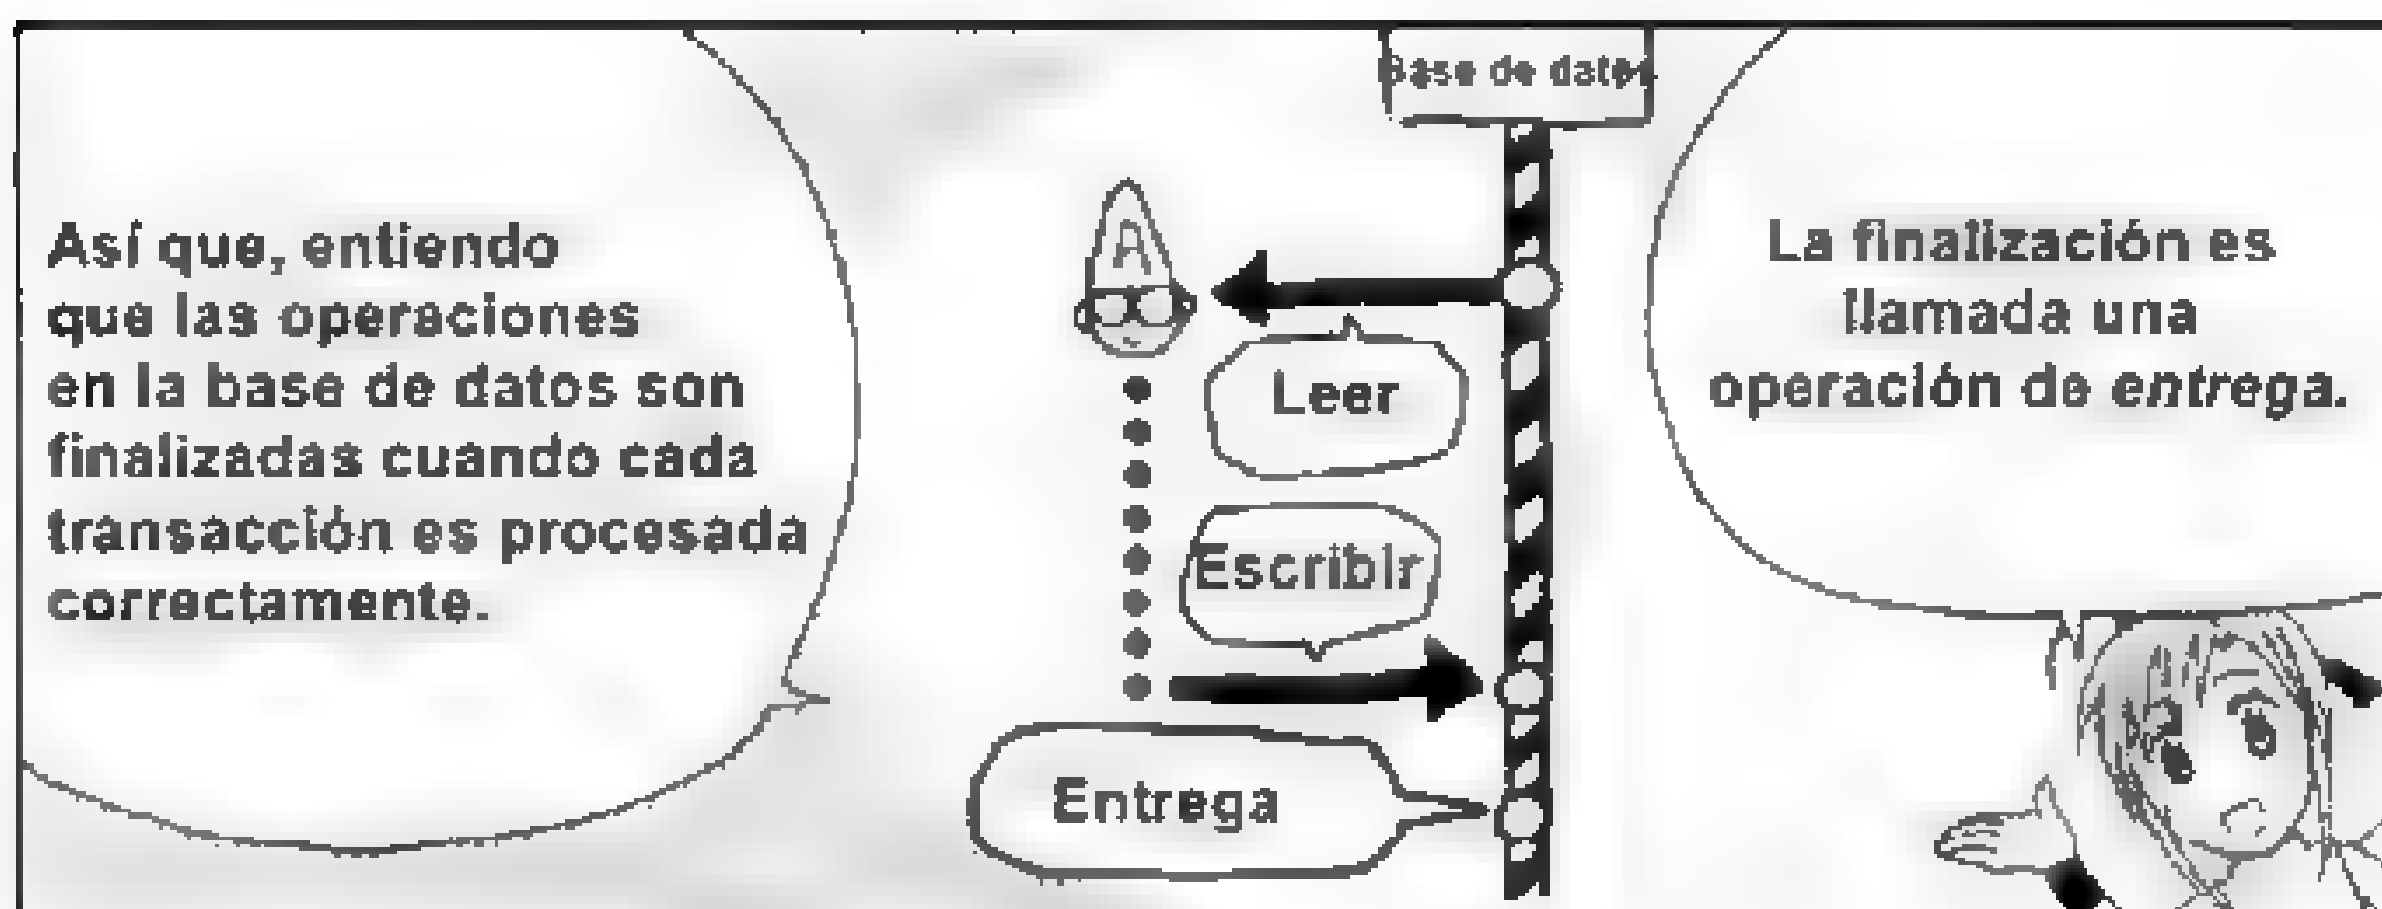 Así que, entiendo
que las operaciones
en la base de datos son
finalizadas cuando cada
transacción es procesada
correctamente.
Base de datos
A
Leer
Escribir
Entrega
La finalización es
llamada una
operación de entrega.